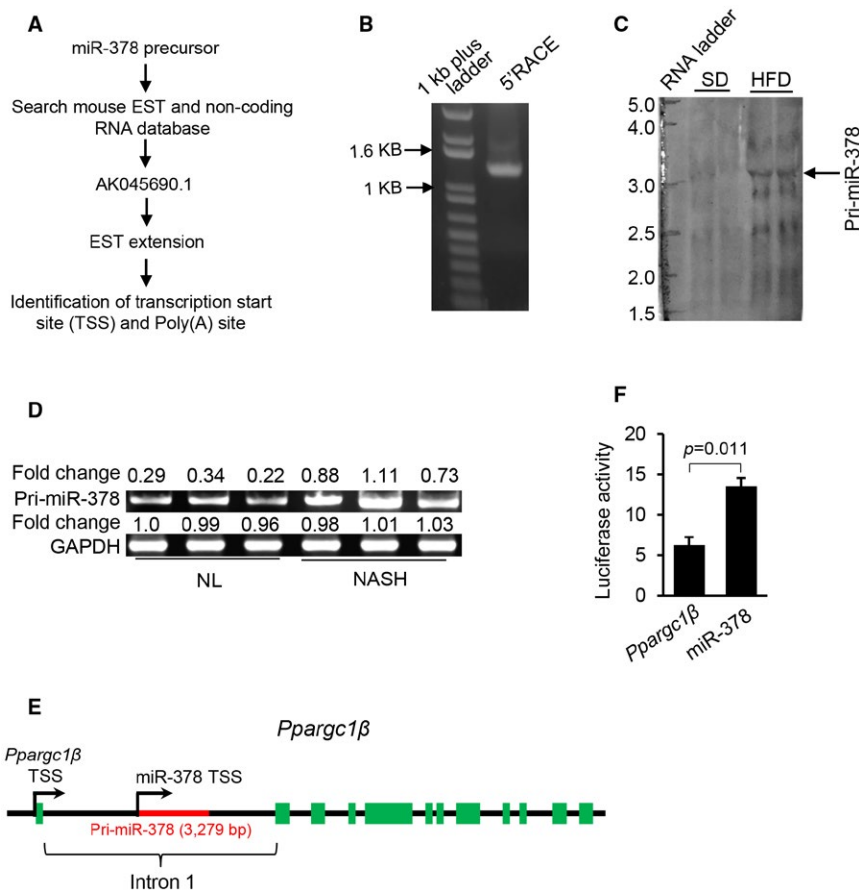 A
miR-378 precursor
Search mouse EST and non-coding
RNA database
AK045690.1
EST extension
Identification of transcription start
site (TSS) and Poly(A) site
B
1 kb plus
ladder
5'RACE
1.6 KB
1 KB
C
RNA ladder
SD
HFD
5.0
4.0
3.0
2.5
2.0
1.5
Pri-miR-378
D
Fold change 0.29 0.34 0.22 0.88 1.11 0.73
Pri-miR-378
Fold change 1.0 0.99 0.96 0.98 1.01 1.03
GAPDH
NL NASH
F
Luciferase activity
20
15
10
5
0
p=0.011
Ppargc1β
miR-378
E
Ppargc1β
Ppargc1β
TSS
miR-378 TSS
Pri-miR-378 (3,279 bp)
Intron 1